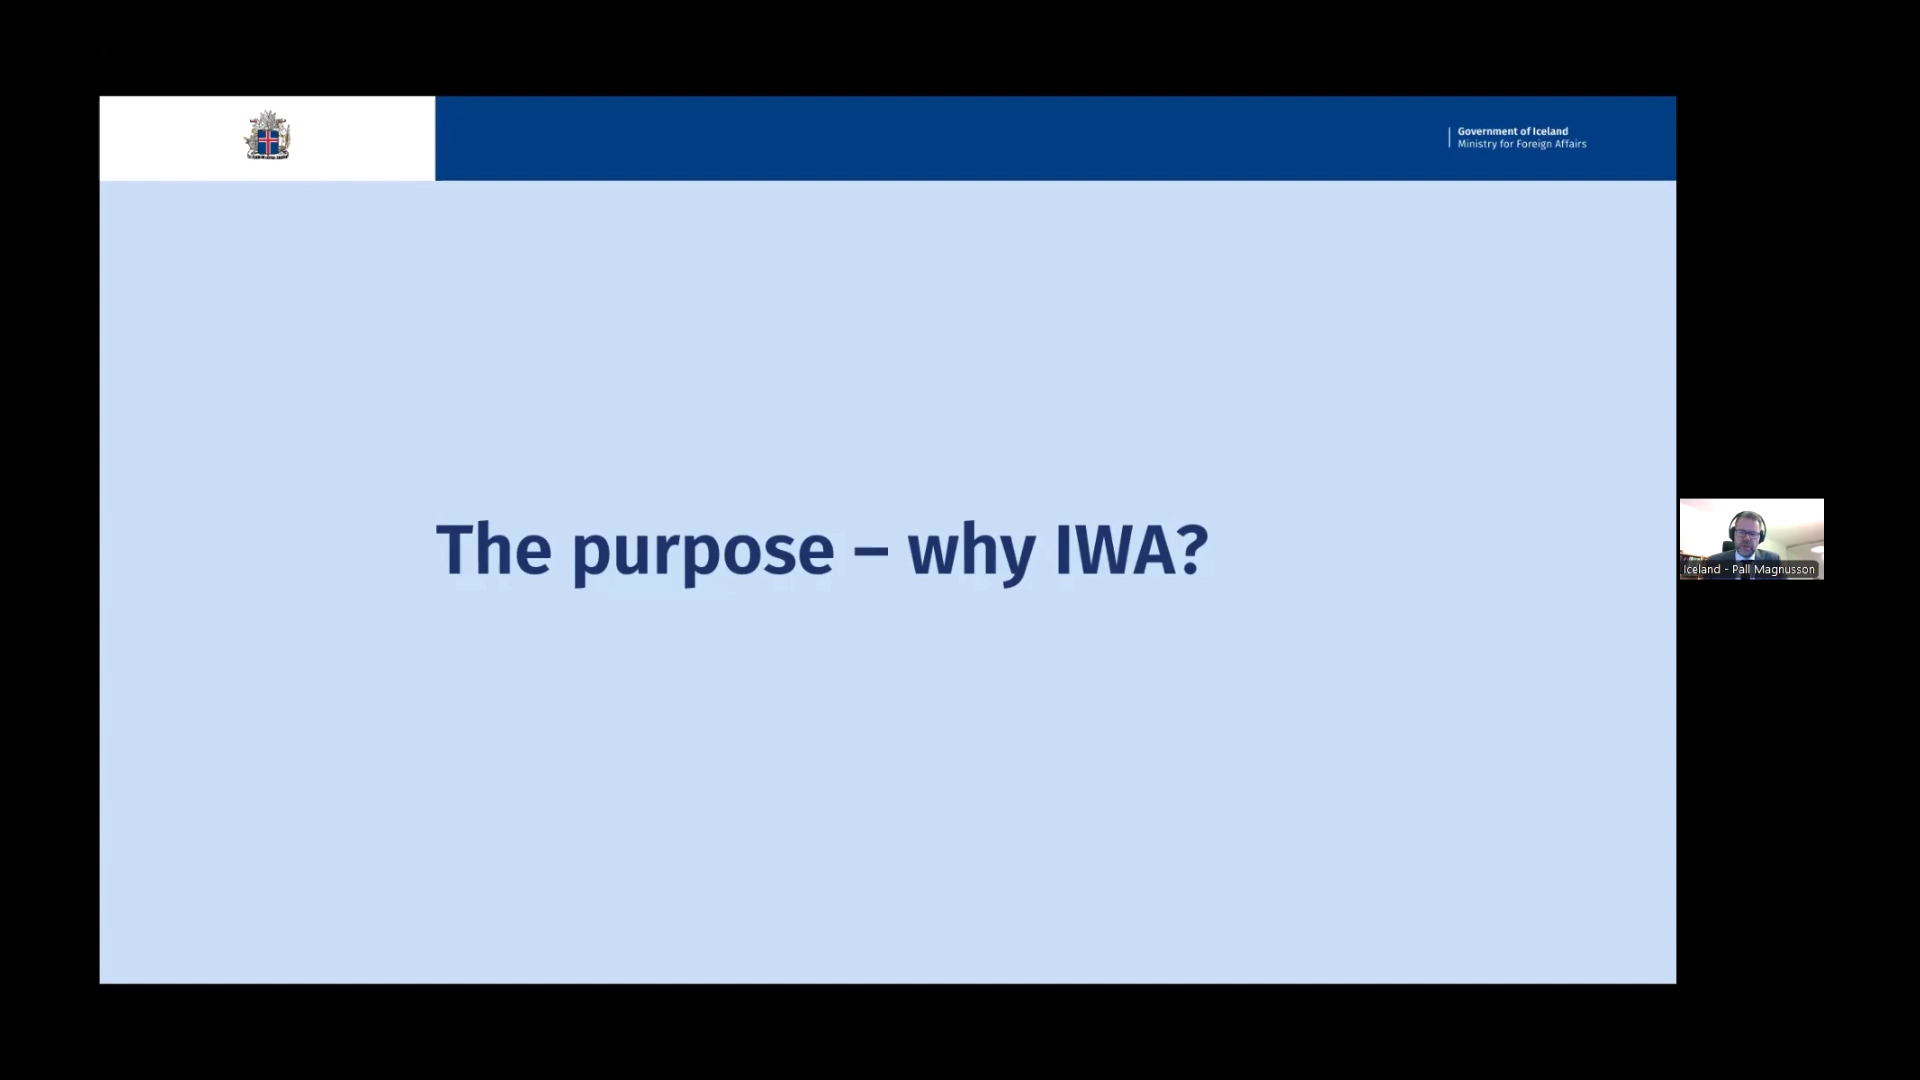 Government of Iceland
Ministry for Foreign Affairs
The purpose – why IWA?
Iceland - Pall Magnusson